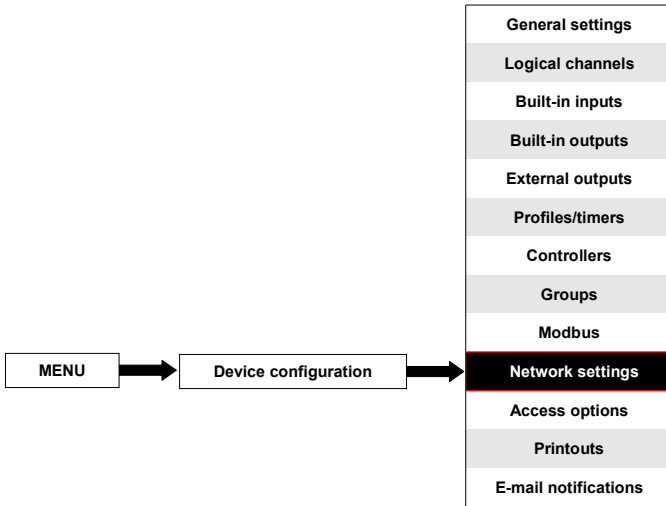 General settings
Logical channels
Built-in inputs
Built-in outputs
External outputs
Profiles/timers
Controllers
Groups
Modbus
MENU
Device configuration
Network settings
Access options
Printouts
E-mail notifications